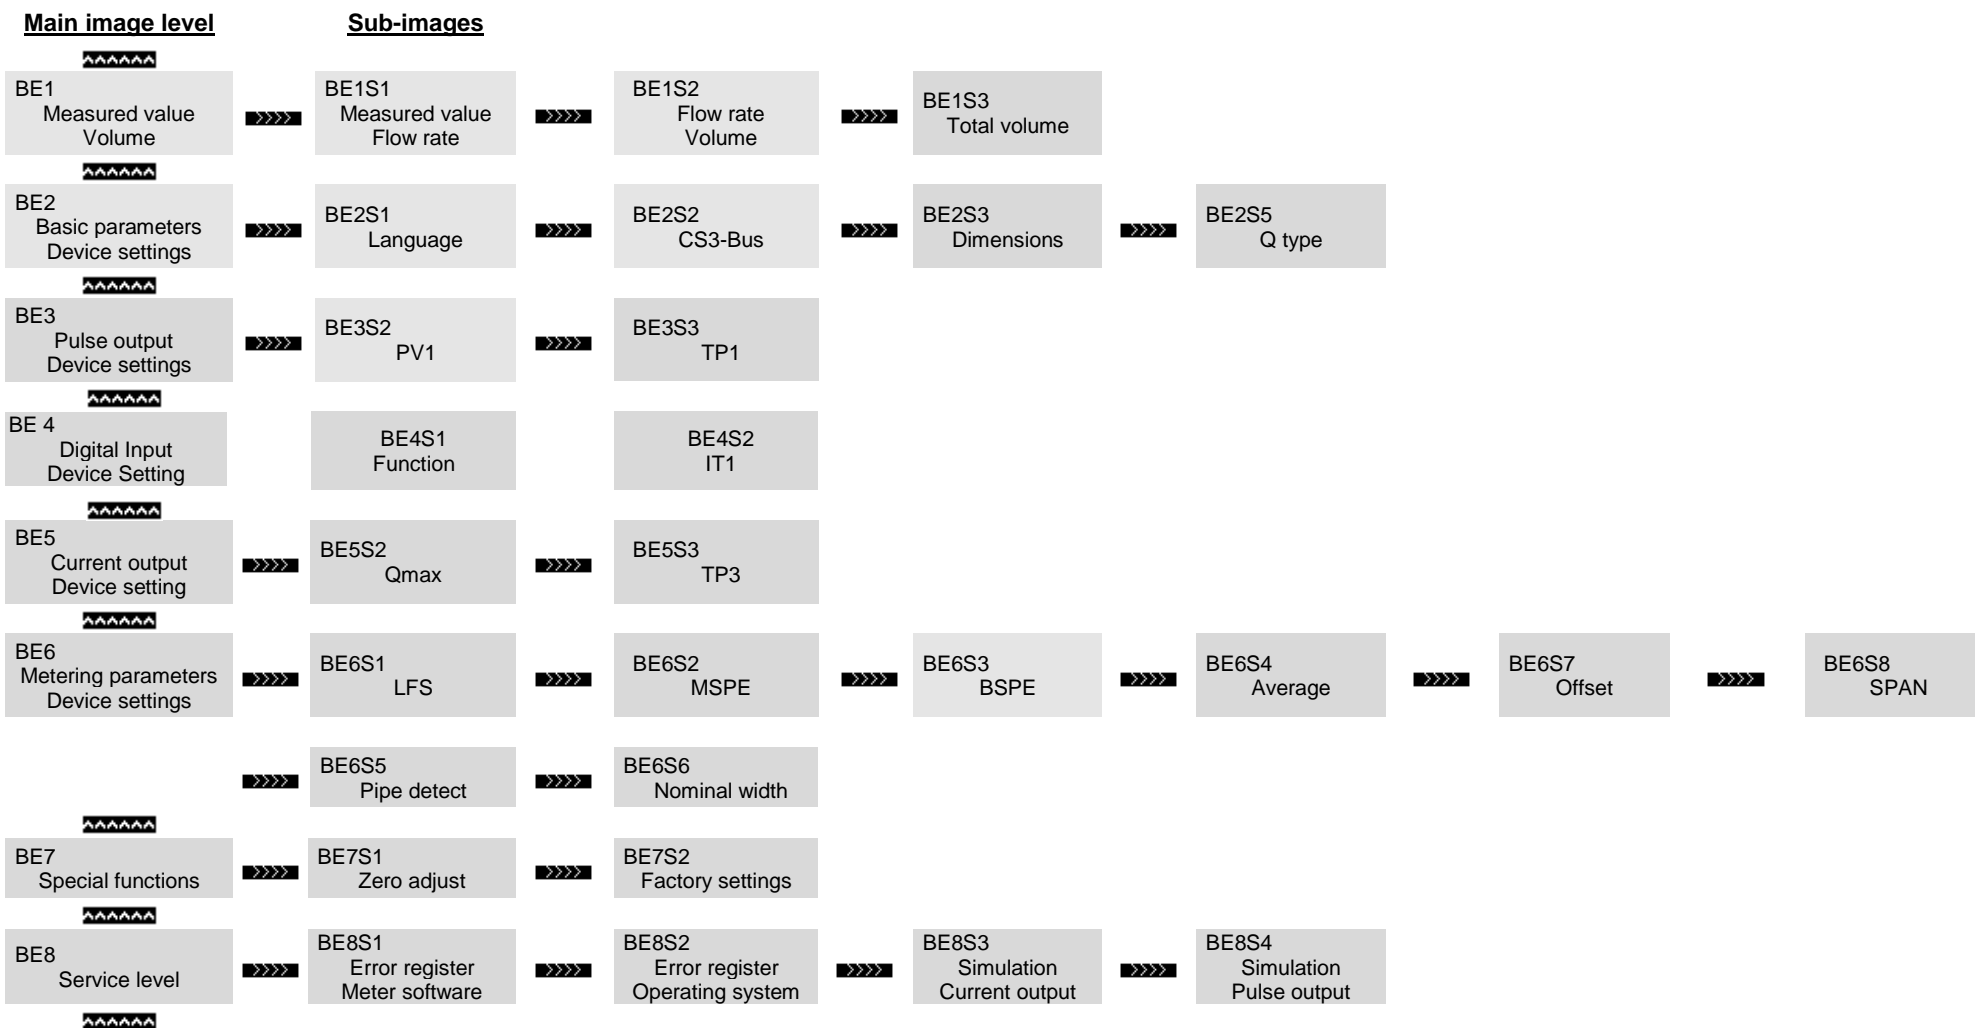 Main image level
Sub-images
BE1
Measured value
Volume
BE1S1
Measured value
Flow rate
BE1S2
Flow rate
Volume
BE1S3
Total volume
BE2
Basic parameters
Device settings
BE2S1
Language
BE2S2
CS3-Bus
BE2S3
Dimensions
BE2S5
Q type
BE3
Pulse output
Device settings
BE3S2
PV1
BE3S3
TP1
BE 4
Digital Input
Device Setting
BE4S1
Function
BE4S2
IT1
BE5
Current output
Device setting
BE5S2
Qmax
BE5S3
TP3
BE6
Metering parameters
Device settings
BE6S1
LFS
BE6S2
MSPE
BE6S3
BSPE
BE6S4
Average
BE6S7
Offset
BE6S8
SPAN
BE6S5
Pipe detect
BE6S6
Nominal width
BE7
Special functions
BE7S1
Zero adjust
BE7S2
Factory settings
BE8
Service level
BE8S1
Error register
Meter software
BE8S2
Error register
Operating system
BE8S3
Simulation
Current output
BE8S4
Simulation
Pulse output